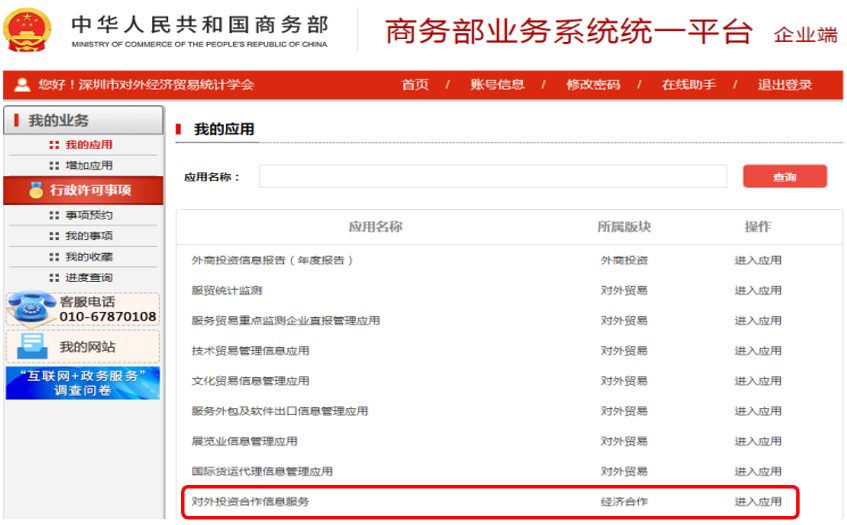 中华人民共和国商务部
MINISTRY OF COMMERCE OF THE PEOPLE'S REPUBLIC OF CHINA
商务部业务系统统一平台 企业端
您好！深圳市对外经济贸易统计学会 首页 / 账号信息 / 修改密码 / 在线助手 / 退出登录
我的业务
我的应用
增加应用
行政许可事项
事项预约
我的事项
我的收藏
进度查询
客服电话
010-67870108
我的网站
“互联网+政务服务”
调查问卷
我的应用
应用名称： 查询
应用名称 所属版块 操作
外商投资信息报告（年度报告） 外商投资 进入应用
服贸统计监测 对外贸易 进入应用
服务贸易重点监测企业直报管理应用 对外贸易 进入应用
技术贸易管理信息应用 对外贸易 进入应用
文化贸易信息管理应用 对外贸易 进入应用
服务外包及软件出口信息管理应用 对外贸易 进入应用
展览业信息管理应用 对外贸易 进入应用
国际货运代理信息管理应用 对外贸易 进入应用
对外投资合作信息服务 经济合作 进入应用